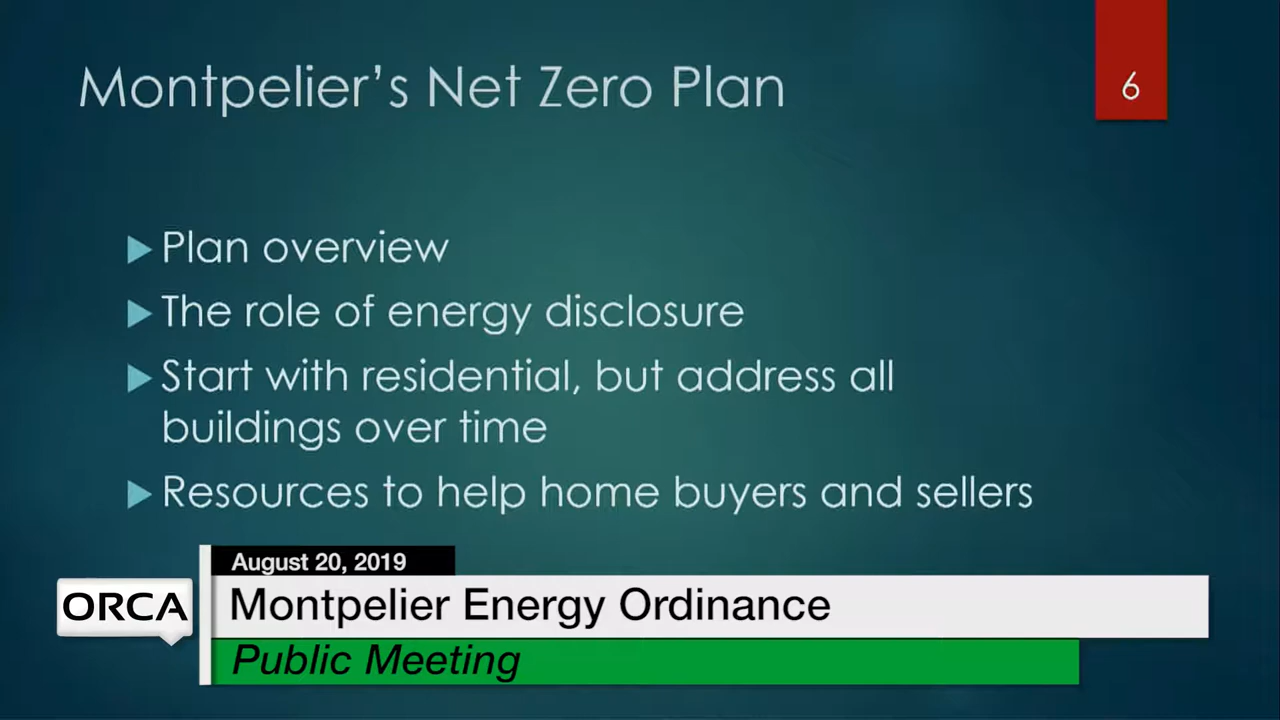 Montpelier's Net Zero Plan
6
Plan overview
The role of energy disclosure
Start with residential, but address all
buildings over time
Resources to help home buyers and sellers
August 20, 2019
ORCA
Montpelier Energy Ordinance
Public Meeting